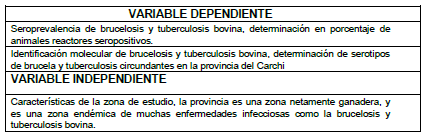 VARIABLE DEPENDIENTE
Seroprevalencia de brucelosis y tuberculosis bovina, determinación en porcentaje de
animales reactores seropositivos.
Identificación molecular de brucelosis y tuberculosis bovina, determinación de serotipos
de brucela y tuberculosis circundantes en la provincia del Carchi
VARIABLE INDEPENDIENTE
Características de la zona de estudio, la provincia es una zona netamente ganadera, y
es una zona endémica de muchas enfermedades infecciosas como la brucelosis y
tuberculosis bovina.